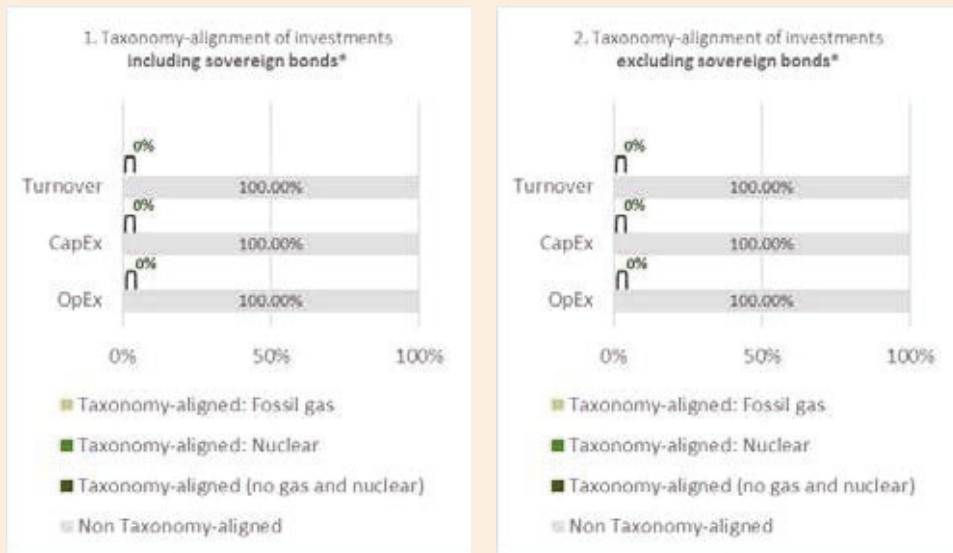 1. Taxonomy-alignment of investments
including sovereign bonds*
0%
Turnover 100.00%
0%
CapEx 100.00%
0%
OpEx 100.00%
0% 50% 100%
Taxonomy-aligned: Fossil gas
Taxonomy-aligned: Nuclear
Taxonomy-aligned (no gas and nuclear)
Non Taxonomy-aligned
2. Taxonomy-alignment of investments
excluding sovereign bonds*
0%
Turnover 100.00%
0%
CapEx 100.00%
0%
OpEx 100.00%
0% 50% 100%
Taxonomy-aligned: Fossil gas
Taxonomy-aligned: Nuclear
Taxonomy-aligned (no gas and nuclear)
Non Taxonomy-aligned